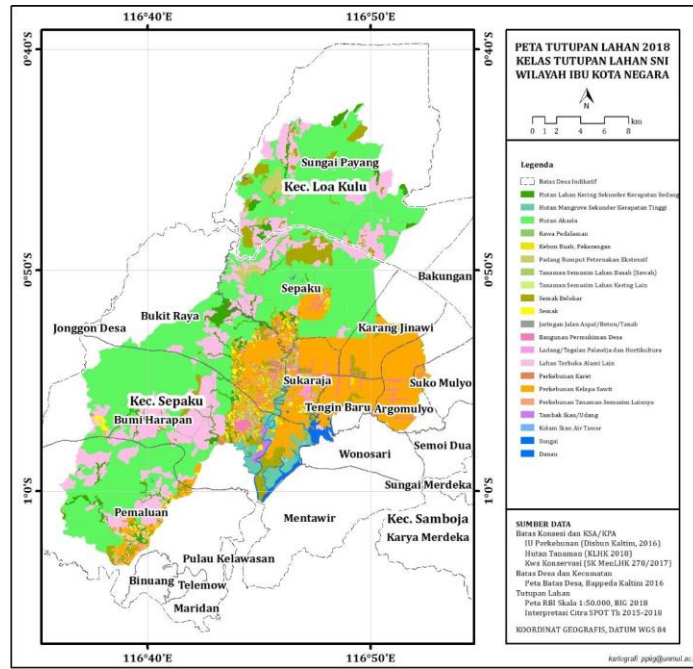 116°40'E
116°50'E
0°40'S
0°40'S
0°50'S
0°50'S
1°0'S
1°0'S
116°40'E
116°50'E
Sungai Payang
Kec. Loa Kulu
Bakungan
Sepaku
Bukit Raya
Jonggon Desa
Karang Jinawi
Sukaraja
Suko Mulyo
Kec. Sepaku
Tengin Baru
Argomulyo
Bumi Harapan
Semoi Dua
Wonosari
Sungai Merdeka
Pemaluan
Mentawir
Kec. Samboja
Karya Merdeka
Pulau Kelawasan
Binuang
Telemow
Maridan
PETA TUTUPAN LAHAN 2018
KELAS TUTUPAN LAHAN SNI
WILAYAH IBU KOTA NEGARA
N
km
0 1 2 4 6 8
Legenda
Batas Desa Indikatif
Hutan Lahan Kering Sekunder Kerapatan Sedang
Hutan Mangrove Sekunder Kerapatan Tinggi
Hutan Akasia
Rawa Pedalaman
Kebun Buah, Pekarangan
Padang Rumput Peternakan Ekstensif
Tanaman Semusim Lahan Basah (Sawah)
Tanaman Semusim Lahan Kering Lain
Semak Belukar
Semak
Jaringan Jalan Aspal/Beton/Tanah
Bangunan Permukiman Desa
Ladang/Tegalan Palawija dan Hortikultura
Lahan Terbuka Alami Lain
Perkebunan Karet
Perkebunan Kelapa Sawit
Perkebunan Tanaman Semusim Lainnya
Tambak Ikan/Udang
Kolam Ikan Air Tawar
Sungai
Danau
SUMBER DATA
Batas Konsesi dan KSA/KPA
IU Perkebunan (Disbun Kaltim, 2016)
Hutan Tanaman (KLHK 2018)
Kws Konservasi (SK MenLHK 278/2017)
Batas Desa dan Kecamatan
Peta Batas Desa, Bappeda Kaltim 2016
Tutupan Lahan
Peta RBI Skala 1:50.000, BIG 2018
Interpretasi Citra SPOT Th 2015-2018
KOORDINAT GEOGRAFIS, DATUM WGS 84